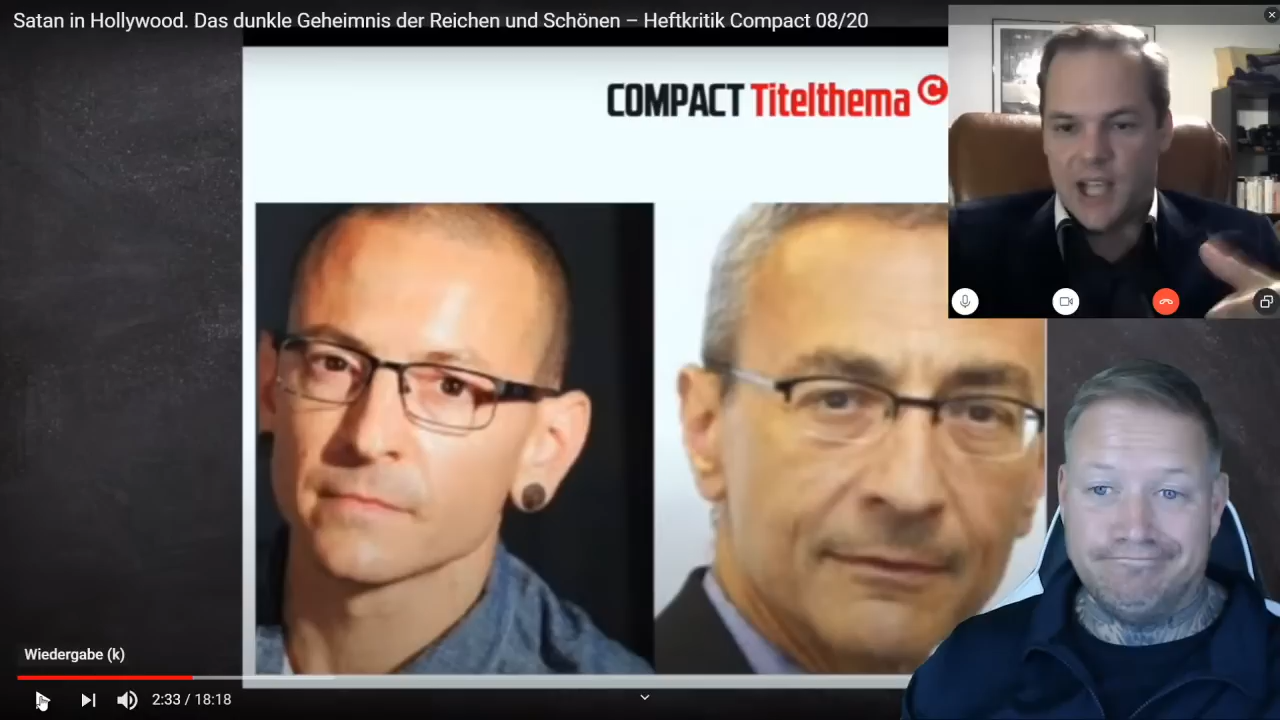 Satan in Hollywood. Das dunkle Geheimnis der Reichen und Schönen – Heftkritik Compact 08/20
COMPACT Titelthema C
Wiedergabe (k)
2:33 / 18:18